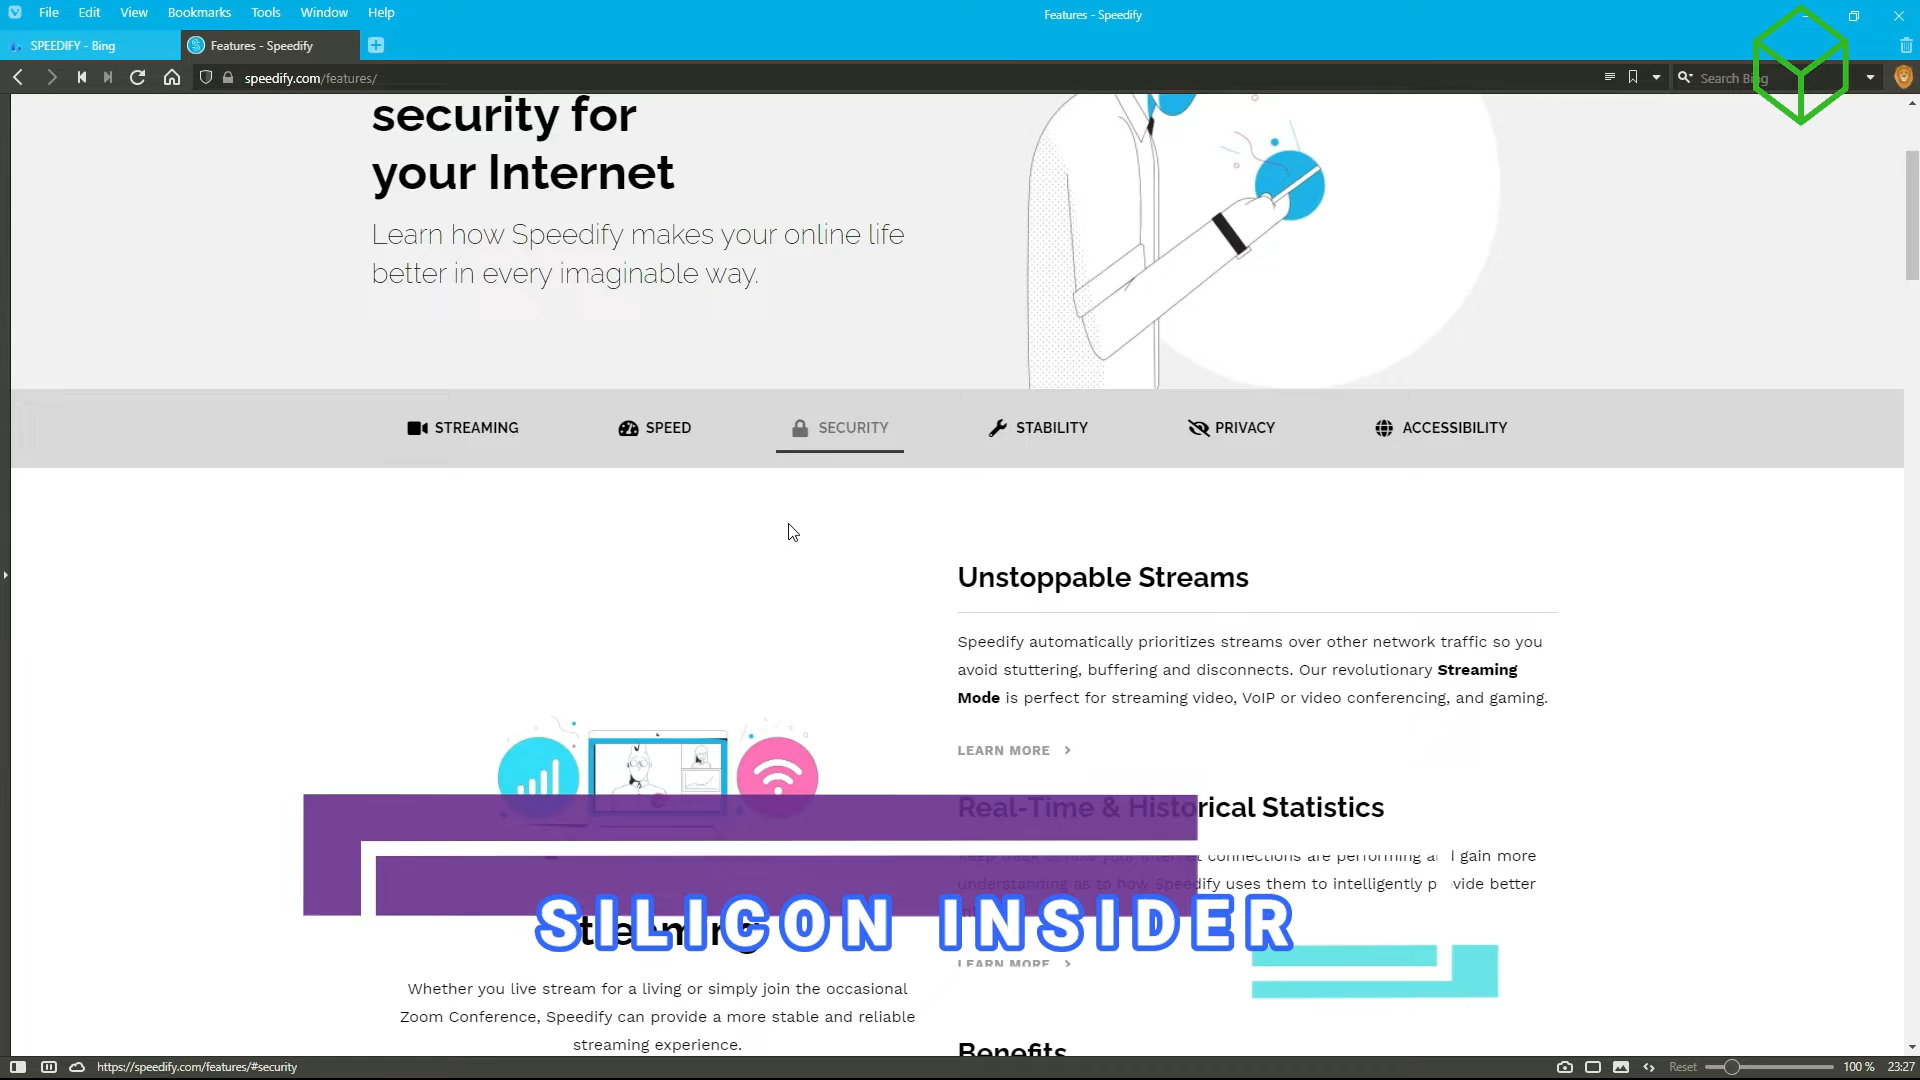 File Edit View Bookmarks Tools Window Help
Features - Speedify
SPEEDIFY - Bing
Features - Speedify
speedify.com/features/
Search Bing
security for
your Internet
Learn how Speedify makes your online life
better in every imaginable way.
STREAMING SPEED SECURITY STABILITY PRIVACY ACCESSIBILITY
Unstoppable Streams
Speedify automatically prioritizes streams over other network traffic so you
avoid stuttering, buffering and disconnects. Our revolutionary Streaming
Mode is perfect for streaming video, VoIP or video conferencing, and gaming.
LEARN MORE
Real-Time & Historical Statistics
connections are performing gain more
understanding as to how Speedify uses them to intelligently provide better
SILICON INSIDER
LEARN MORE
Whether you live stream for a living or simply join the occasional
Zoom Conference, Speedify can provide a more stable and reliable
streaming experience.
Benefits
https://speedify.com/features/#security
Reset 100 % 23:27